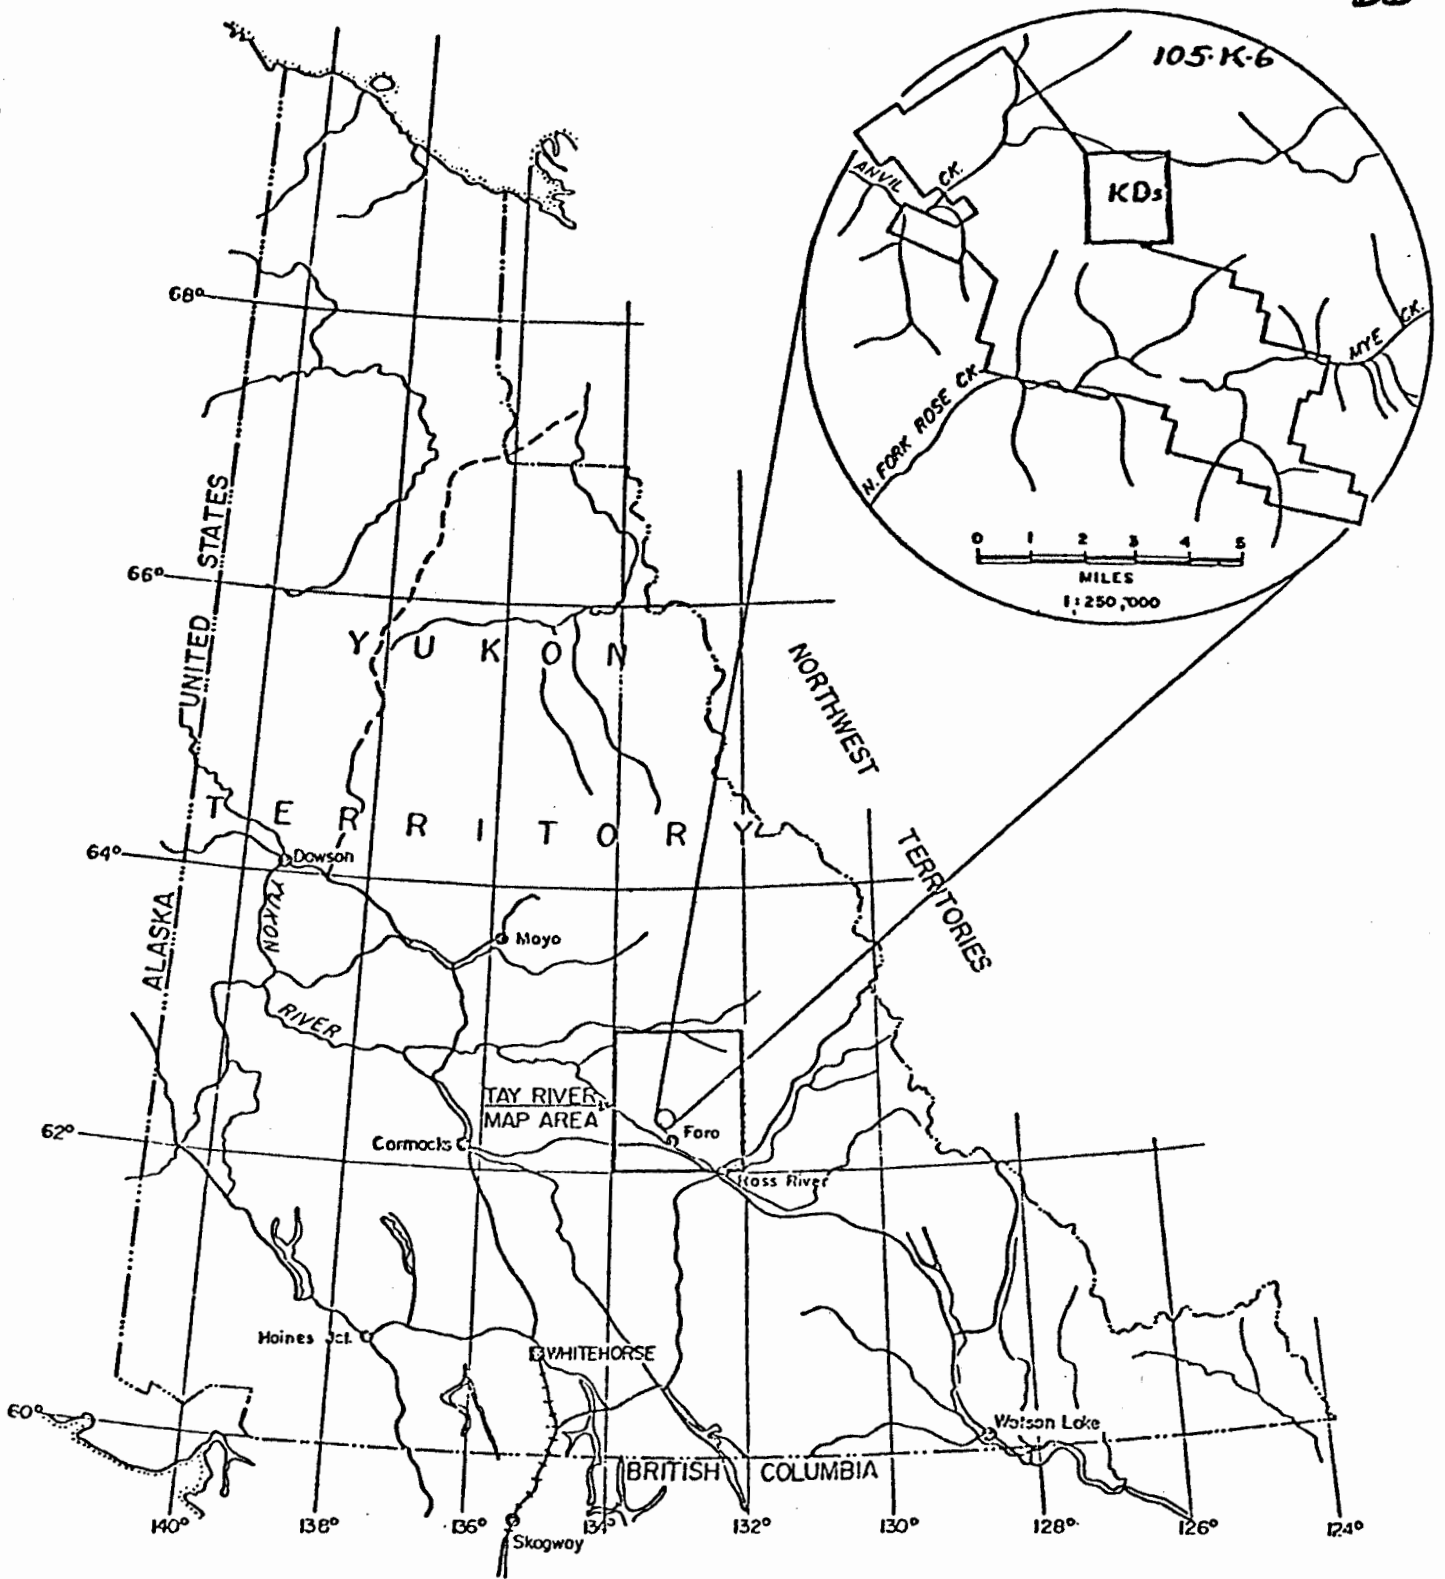 105-K-6
ANVIL CK.
KDs
MYE CK.
N. FORK ROSE CK.
0 1 2 3 4 5
MILES
1:250,000
68°
66°
64°
62°
60°
UNITED STATES
ALASKA
YUKON
TERRITORY
NORTHWEST
TERRITORIES
Dawson
YUKON
RIVER
Mayo
TAY RIVER
MAP AREA
Faro
Carmacks
Ross River
Haines Jct.
WHITEHORSE
Watson Lake
BRITISH COLUMBIA
140° 138° 136° 134° 132° 130° 128° 126° 124°
Skagway